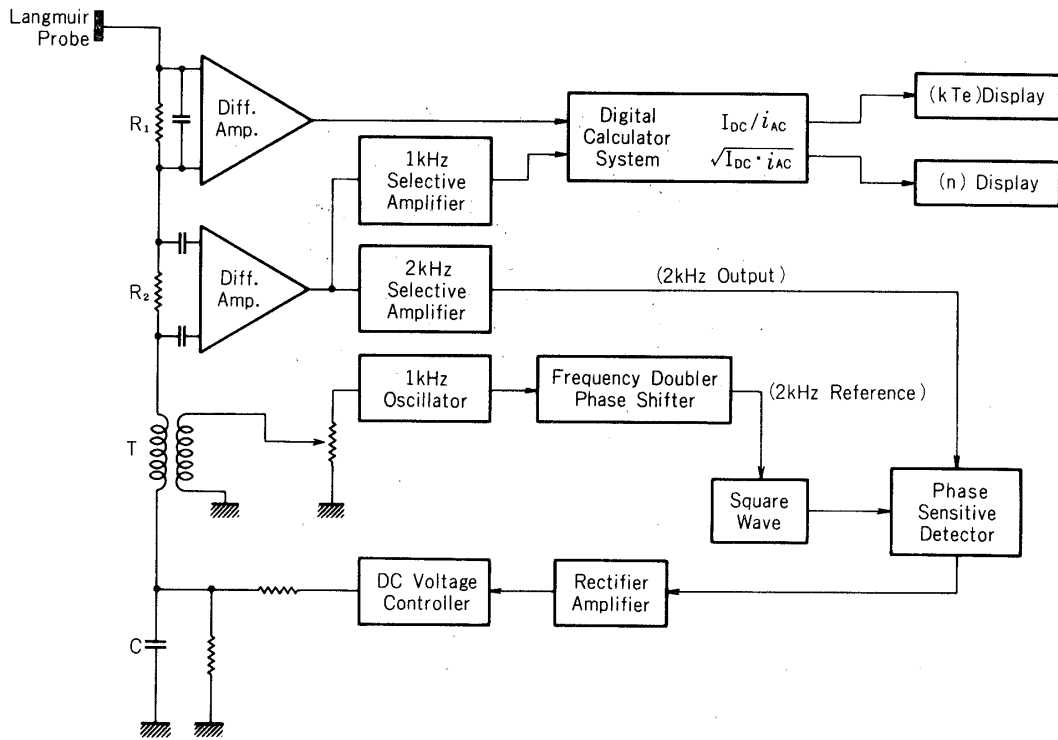 Langmuir
Probe
R₁
Diff.
Amp.
Digital
Calculator
System
I_DC/i_AC
√I_DC·i_AC
(kTe)Display
(n) Display
1kHz
Selective
Amplifier
R₂
Diff.
Amp.
2kHz
Selective
Amplifier
(2kHz Output)
1kHz
Oscillator
Frequency Doubler
Phase Shifter
(2kHz Reference)
T
Square
Wave
Phase
Sensitive
Detector
DC Voltage
Controller
Rectifier
Amplifier
C